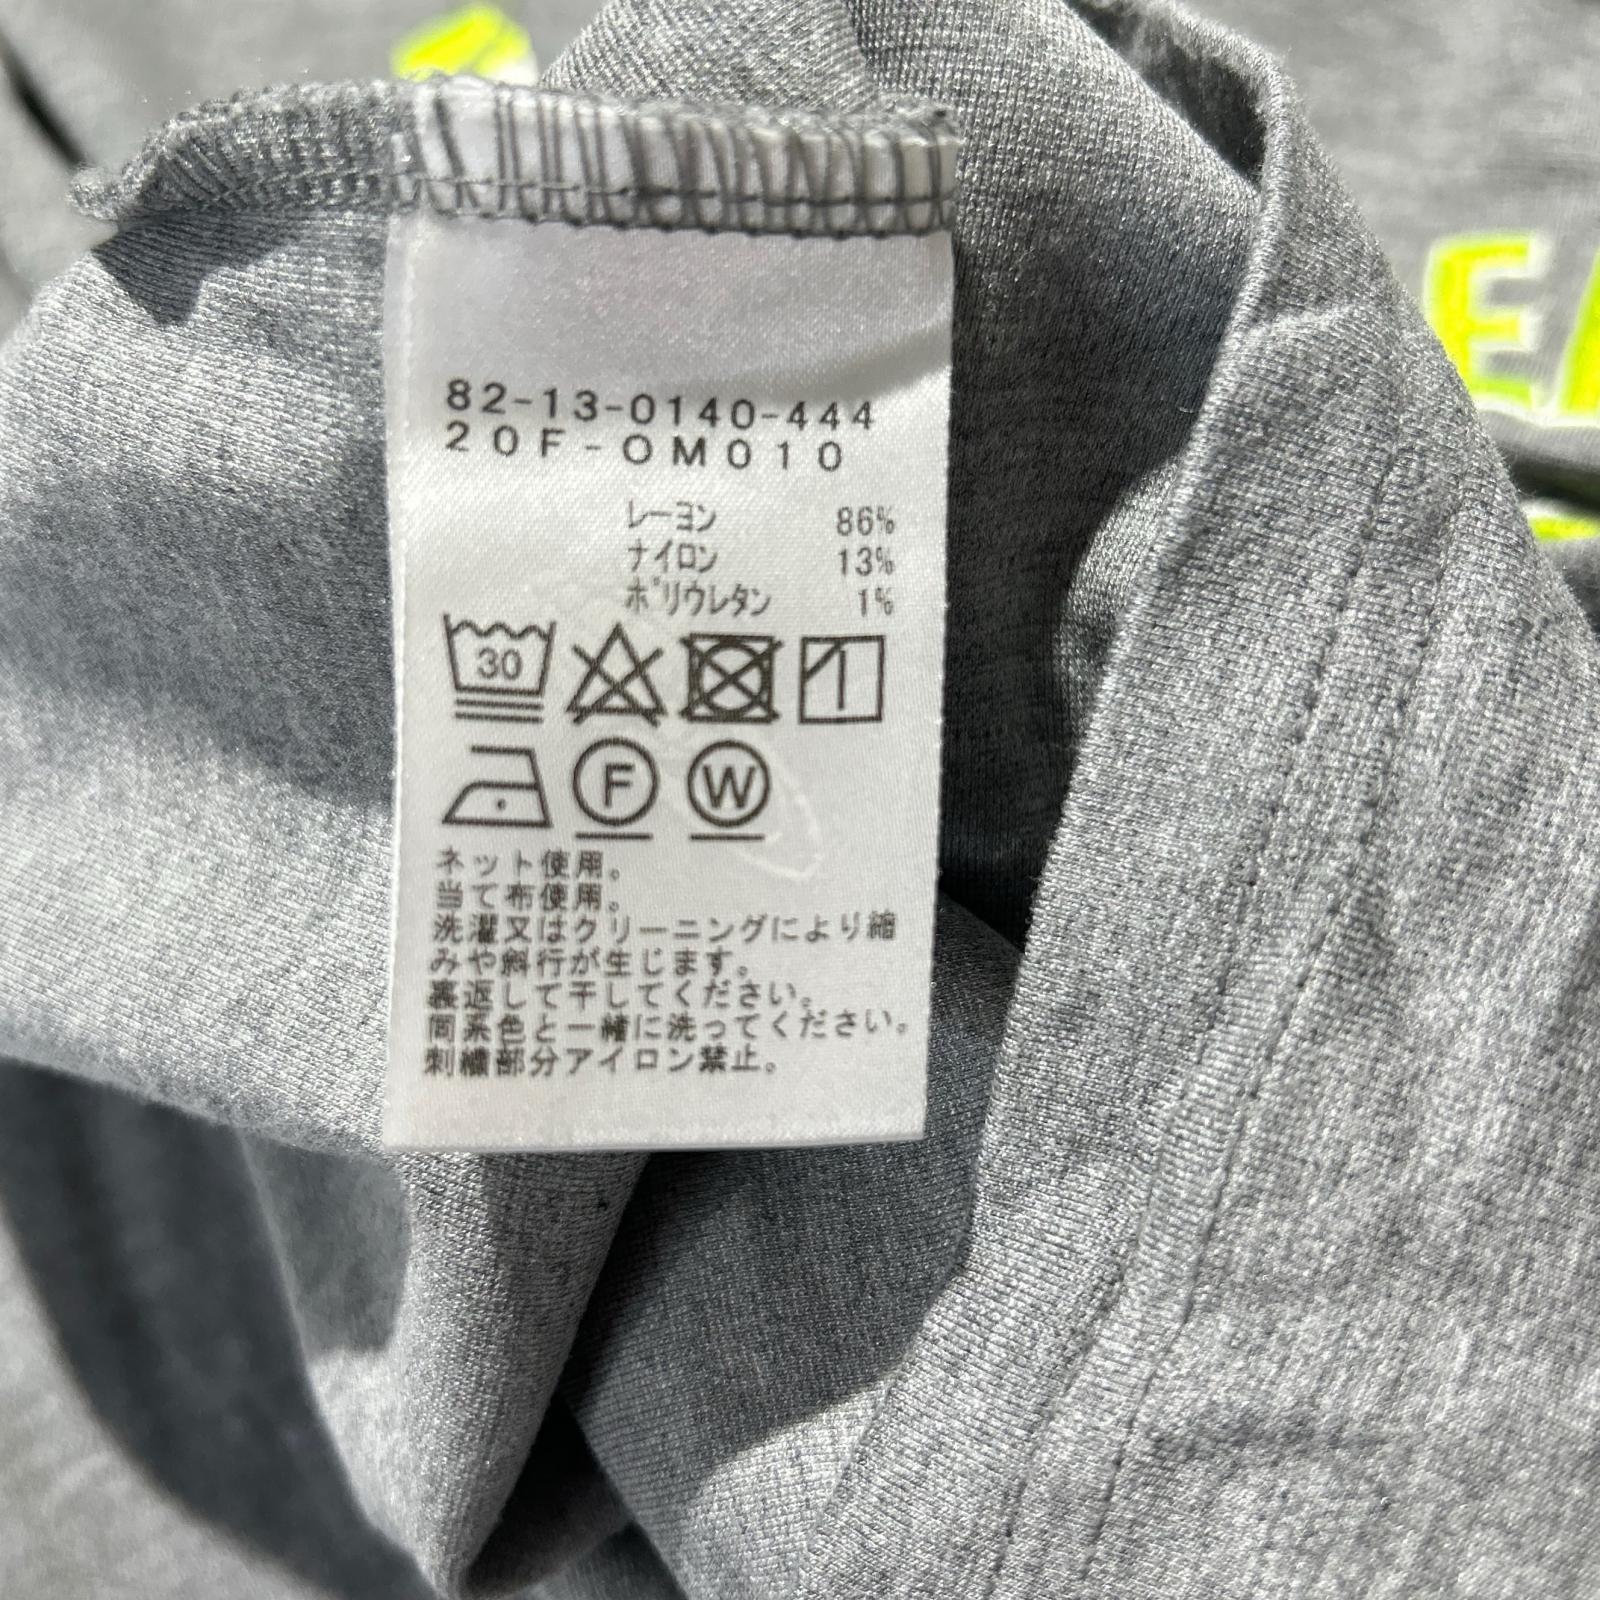 82-13-0140-444
20F-OM010
レーヨン 86%
ナイロン 13%
ポリウレタン 1%
30
F W
ネット使用。
当て布使用。
洗濯又はクリーニングにより縮
みや斜行が生じます。
裏返して干してください。
同系色と一緒に洗ってください。
刺繍部分アイロン禁止。
E